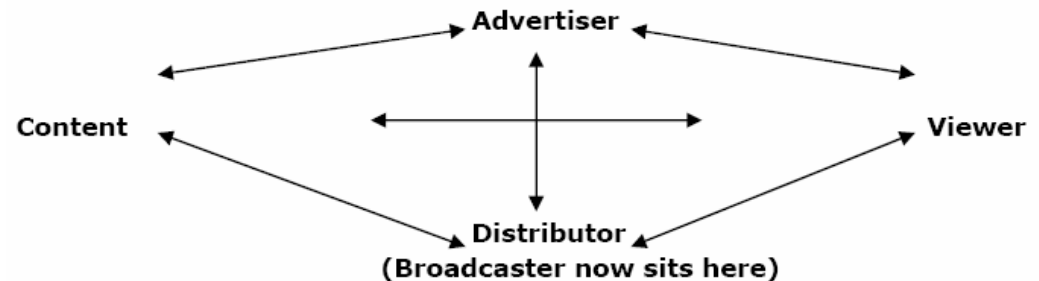 Advertiser
Content
Viewer
Distributor
(Broadcaster now sits here)